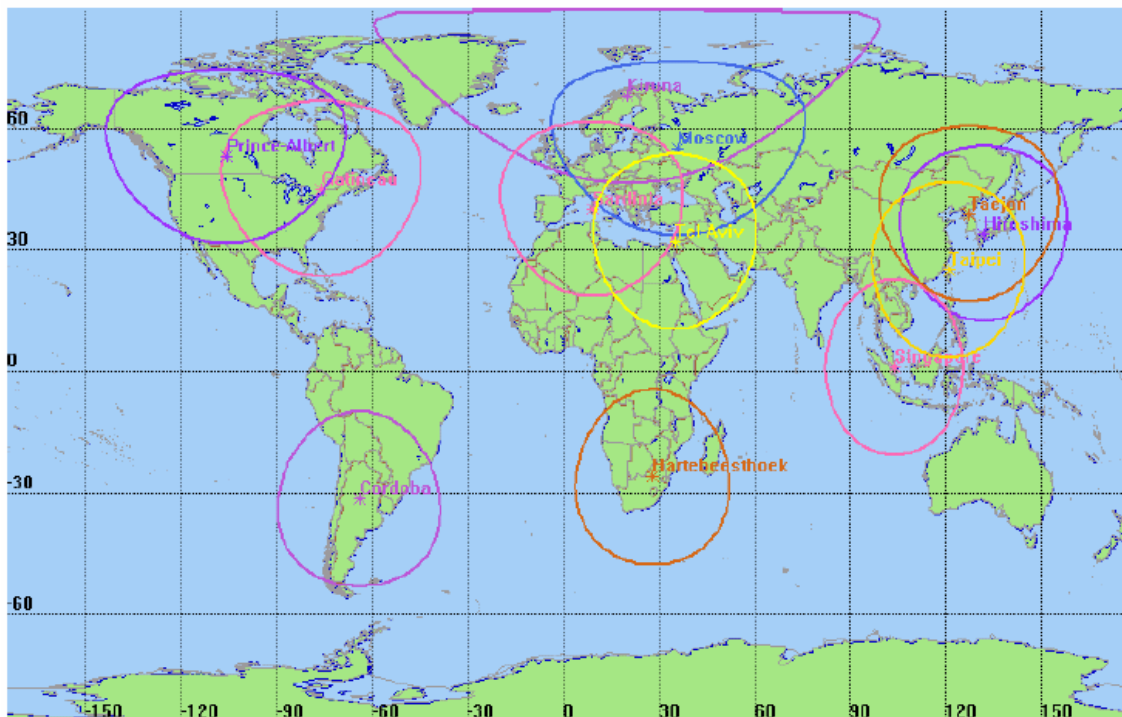 Kiruna
60
Moscow
Prince Albert
Gatineau
Taejon
Hiroshima
Tel-Aviv
30
Taipei
0
Singapore
Hartebeesthoek
-30
Cordoba
-60
-150 -120 -90 -60 -30 0 30 60 90 120 150